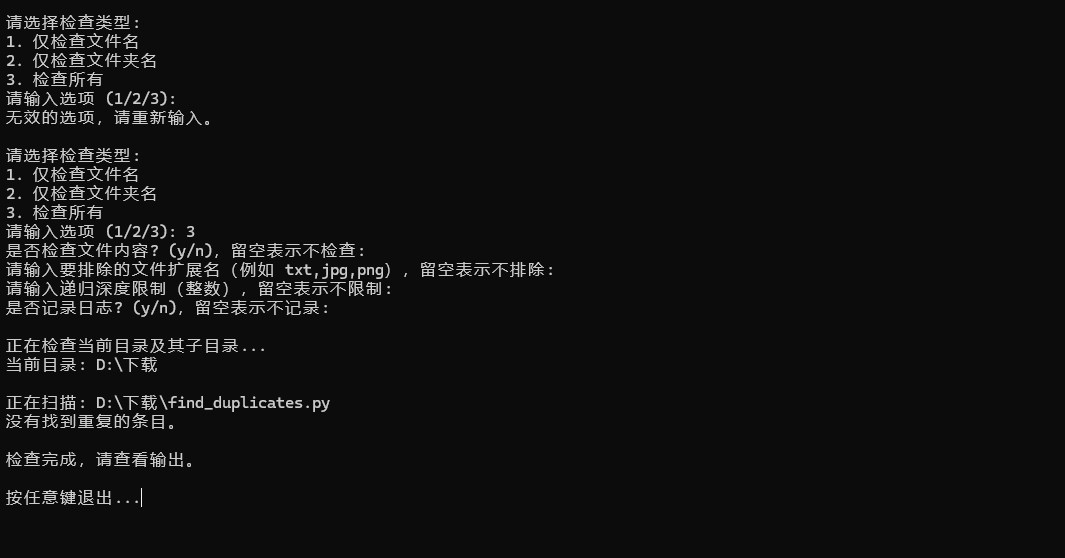 请选择检查类型:
1. 仅检查文件名
2. 仅检查文件夹名
3. 检查所有
请输入选项 (1/2/3):
无效的选项，请重新输入。
请选择检查类型:
1. 仅检查文件名
2. 仅检查文件夹名
3. 检查所有
请输入选项 (1/2/3): 3
是否检查文件内容? (y/n)，留空表示不检查:
请输入要排除的文件扩展名（例如 txt,jpg,png），留空表示不排除:
请输入递归深度限制（整数），留空表示不限制:
是否记录日志? (y/n)，留空表示不记录:
正在检查当前目录及其子目录...
当前目录: D:\下载
正在扫描: D:\下载\find_duplicates.py
没有找到重复的条目。
检查完成，请查看输出。
按任意键退出...